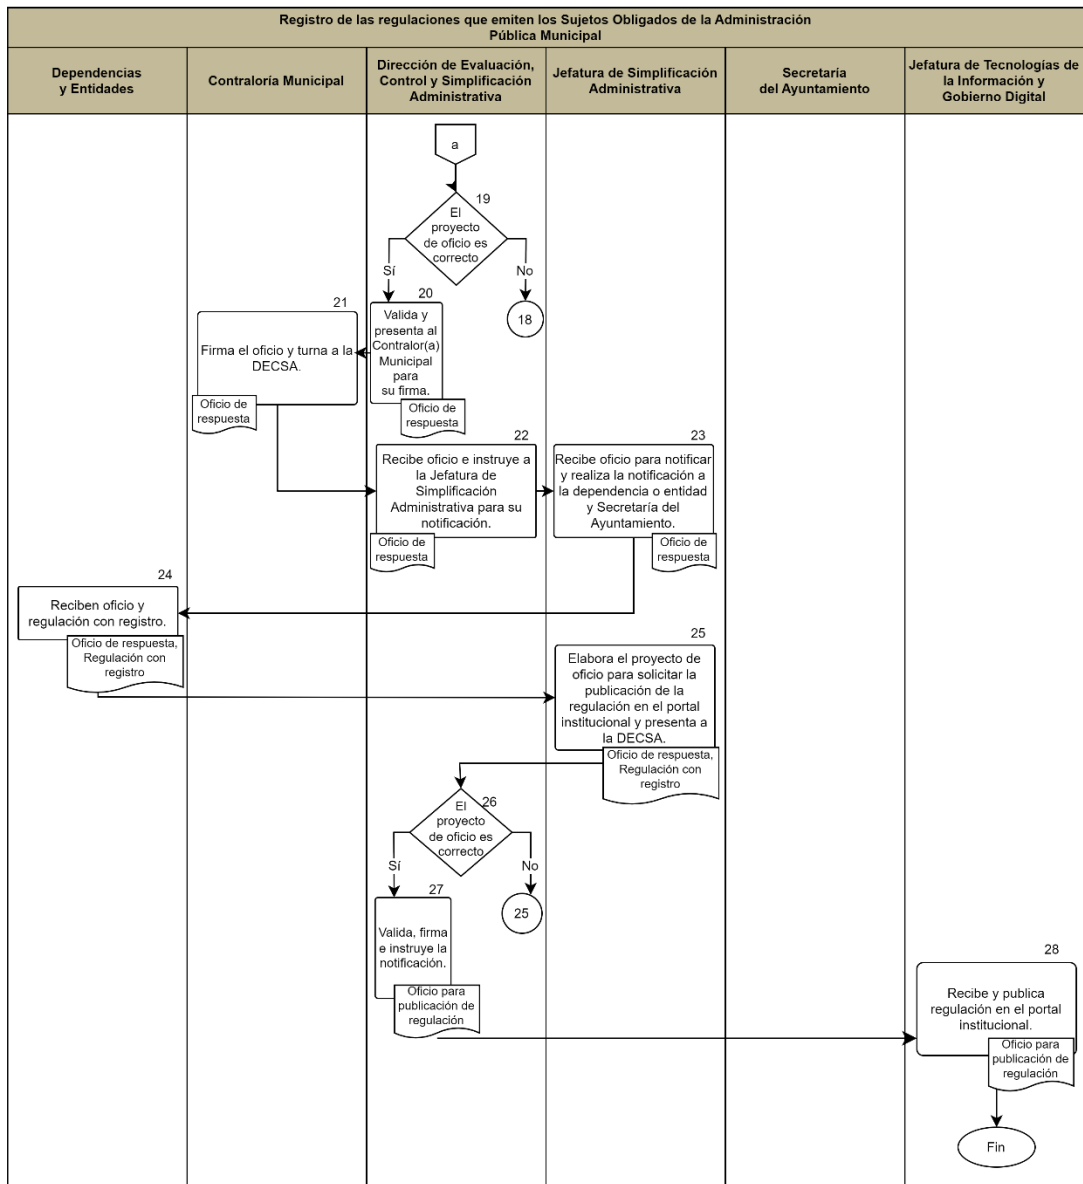 Registro de las regulaciones que emiten los Sujetos Obligados de la Administración
Pública Municipal
Dependencias
y Entidades
Contraloría Municipal
Dirección de Evaluación,
Control y Simplificación
Administrativa
Jefatura de Simplificación
Administrativa
Secretaría
del Ayuntamiento
Jefatura de Tecnologías de
la Información y
Gobierno Digital
a
19
El
proyecto
de oficio es
correcto
Sí
No
18
20
Valida y
presenta al
Contralor(a)
Municipal
para
su firma.
Oficio de
respuesta
21
Firma el oficio y turna a la
DECSA.
Oficio de
respuesta
22
Recibe oficio e instruye a
la Jefatura de
Simplificación
Administrativa para su
notificación.
Oficio de
respuesta
23
Recibe oficio para notificar
y realiza la notificación a
la dependencia o entidad
y Secretaría del
Ayuntamiento.
Oficio de
respuesta
24
Reciben oficio y
regulación con registro.
Oficio de respuesta,
Regulación con
registro
25
Elabora el proyecto de
oficio para solicitar la
publicación de la
regulación en el portal
institucional y presenta a
la DECSA.
Oficio de respuesta,
Regulación con
registro
26
El
proyecto
de oficio es
correcto
Sí
No
25
27
Valida, firma
e instruye la
notificación.
Oficio para
publicación de
regulación
28
Recibe y publica
regulación en el portal
institucional.
Oficio para
publicación de
regulación
Fin